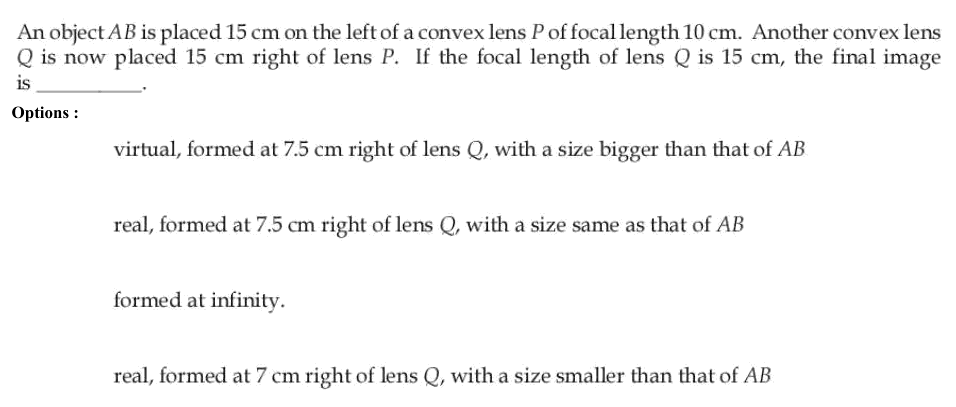 An object AB is placed 15 cm on the left of a convex lens P of focal length 10 cm. Another convex lens
Q is now placed 15 cm right of lens P. If the focal length of lens Q is 15 cm, the final image
is __________.
Options :
virtual, formed at 7.5 cm right of lens Q, with a size bigger than that of AB
real, formed at 7.5 cm right of lens Q, with a size same as that of AB
formed at infinity.
real, formed at 7 cm right of lens Q, with a size smaller than that of AB